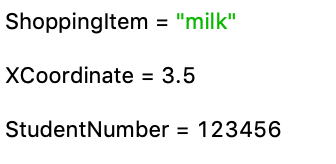 ShoppingItem = "milk"
XCoordinate = 3.5
StudentNumber = 123456